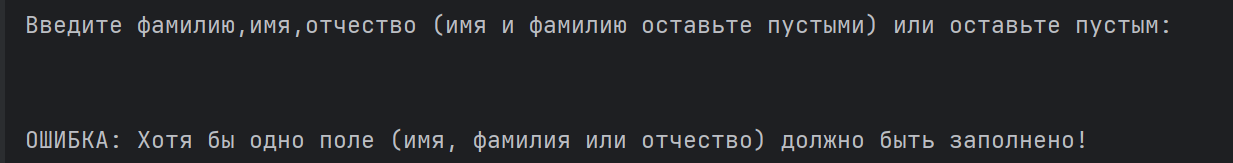 Введите фамилию,имя,отчество (имя и фамилию оставьте пустыми) или оставьте пустым:
ОШИБКА: Хотя бы одно поле (имя, фамилия или отчество) должно быть заполнено!